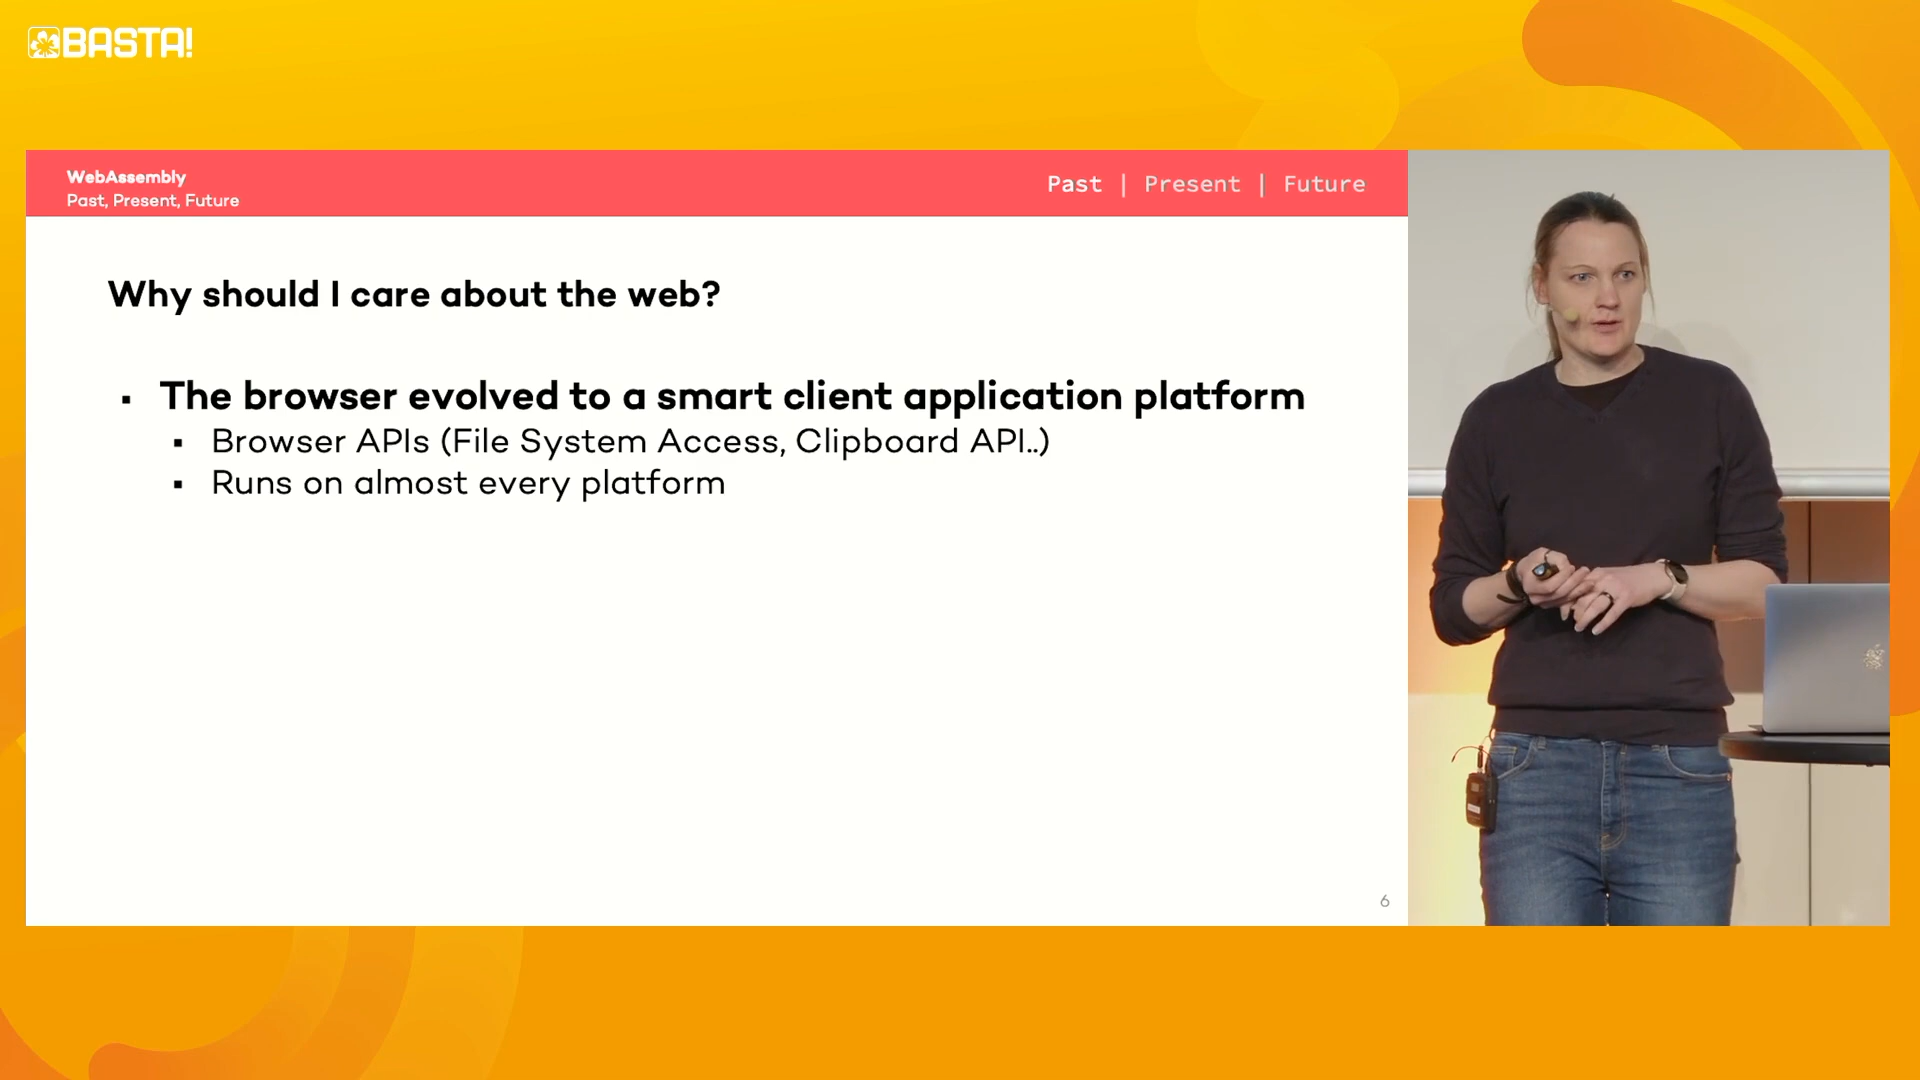 BASTA!
WebAssembly
Past, Present, Future
Past | Present | Future
Why should I care about the web?
▪ The browser evolved to a smart client application platform
▪ Browser APIs (File System Access, Clipboard API..)
▪ Runs on almost every platform
6